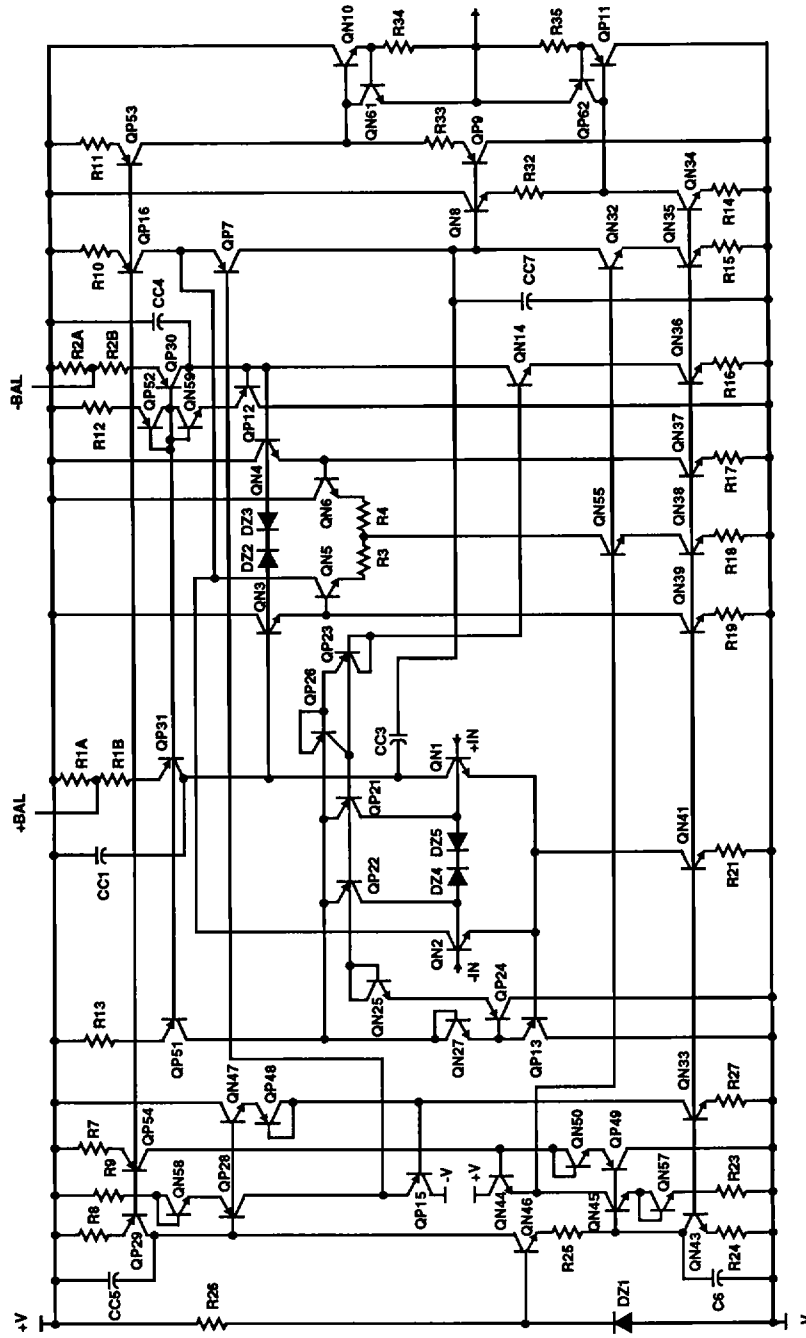 +V
CC5
R26
DZ1
-V
R8
R9
R7
QP29
QN58
QP54
QP28
QN47
QP48
QP15
-V
+V
QN44
QN46
R25
QN45
QN50
QP49
QN57
QN43
R24
C6
R23
QN33
R27
R13
QP51
QN27
QN25
QP24
QP13
QN2
-IN
QP22
DZ4
DZ5
QP21
QN1
+IN
CC3
QP26
QP23
QN41
R21
+BAL
CC1
R1A
R1B
QP31
QN3
DZ2
DZ3
QN4
QN5
QN6
R3
R4
QN39
R19
QN38
R18
QN55
QN37
R17
-BAL
R12
R2A
R2B
QP52
QN59
QP30
CC4
QP12
QN14
QN36
R16
R10
QP16
QP7
CC7
QN32
QN35
R15
R11
QP53
QN8
QP9
R32
R33
QN34
R14
QN10
QN61
R34
R35
QP62
QP11